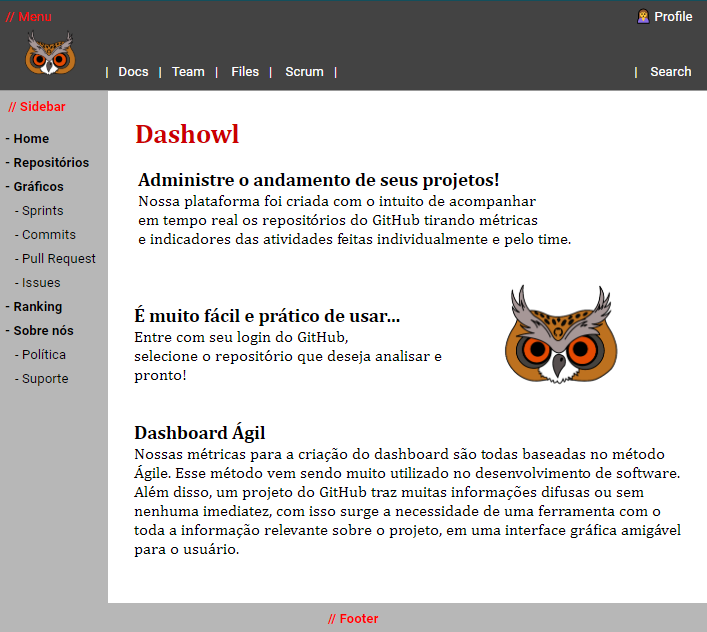 // Menu
Profile
| Docs | Team | Files | Scrum |
| Search
// Sidebar
- Home
- Repositórios
- Gráficos
- Sprints
- Commits
- Pull Request
- Issues
- Ranking
- Sobre nós
- Política
- Suporte
Dashowl
Administre o andamento de seus projetos!
Nossa plataforma foi criada com o intuito de acompanhar
em tempo real os repositórios do GitHub tirando métricas
e indicadores das atividades feitas individualmente e pelo time.
É muito fácil e prático de usar...
Entre com seu login do GitHub,
selecione o repositório que deseja analisar e
pronto!
Dashboard Ágil
Nossas métricas para a criação do dashboard são todas baseadas no método
Ágile. Esse método vem sendo muito utilizado no desenvolvimento de software.
Além disso, um projeto do GitHub traz muitas informações difusas ou sem
nenhuma imediatez, com isso surge a necessidade de uma ferramenta com o
toda a informação relevante sobre o projeto, em uma interface gráfica amigável
para o usuário.
// Footer